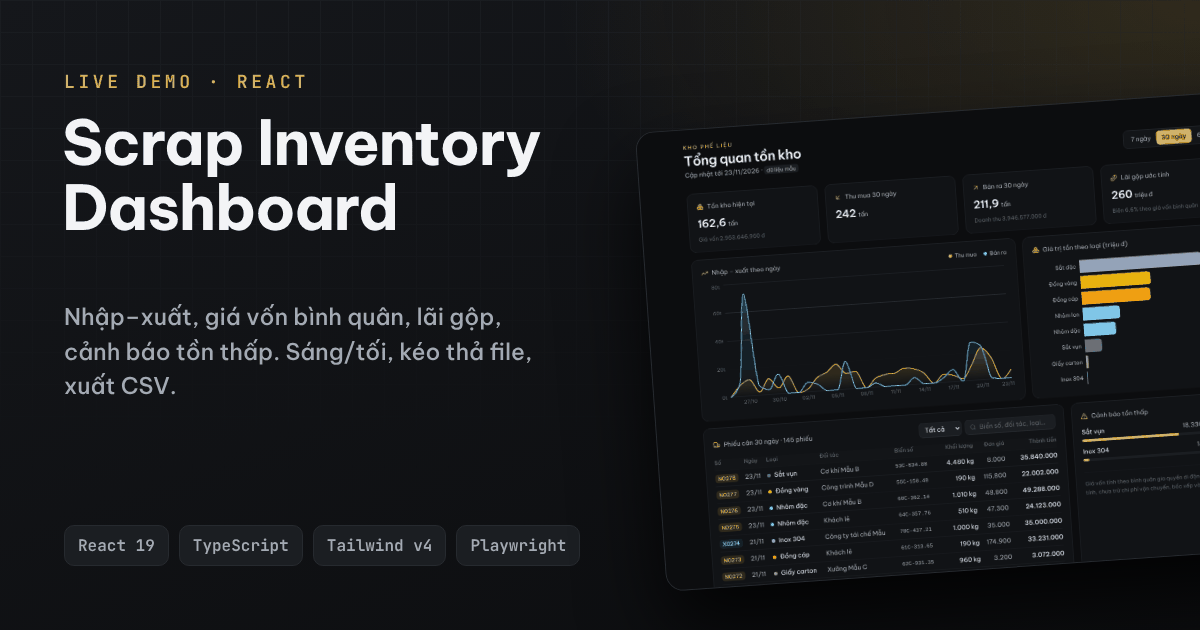 LIVE DEMO · REACT
Scrap Inventory
Dashboard
Nhập–xuất, giá vốn bình quân, lãi gộp,
cảnh báo tồn thấp. Sáng/tối, kéo thả file,
xuất CSV.
React 19
TypeScript
Tailwind v4
Playwright
KHO PHẾ LIỆU
Tổng quan tồn kho
Cập nhật tới 23/11/2026 · dữ liệu mẫu
7 ngày
30 ngày
Tồn kho hiện tại
162,6 tấn
Thu mua 30 ngày
242 tấn
Bán ra 30 ngày
211,9 tấn
Lãi gộp ước tính
260 triệu đ
Nhập - xuất theo ngày
Thu mua
Bán ra
Giá trị tồn theo loại (triệu đ)
Sắt đặc
Đồng vàng
Đồng cáp
Nhôm lon
Nhôm đặc
Sắt vụn
Giấy carton
Inox 304
Phiếu cân 30 ngày · 145 phiếu
Tất cả
Biển số, đối tác, loại...
Số Ngày Loại Đối tác Biển số Khối lượng Đơn giá Thành tiền
23/11 Sắt vụn Cơ khí Mẫu B 4.480 kg 8.000 35.840.000
N0277 23/11 Đồng vàng Công trình Mẫu D 190 kg 115.800 22.002.000
N0276 23/11 Nhôm đặc Cơ khí Mẫu B 1.010 kg 48.800 49.288.000
N0275 23/11 Nhôm đặc Khách lẻ 510 kg 47.300 24.123.000
X0274 21/11 Inox 304 Công ty tái chế Mẫu 1.000 kg 35.000 35.000.000
N0273 21/11 Đồng cáp Khách lẻ 190 kg 174.900 33.231.000
N0272 21/11 Giấy carton Xưởng Mẫu C 960 kg 3.200 3.072.000
Cảnh báo tồn thấp
Sắt vụn
Inox 304